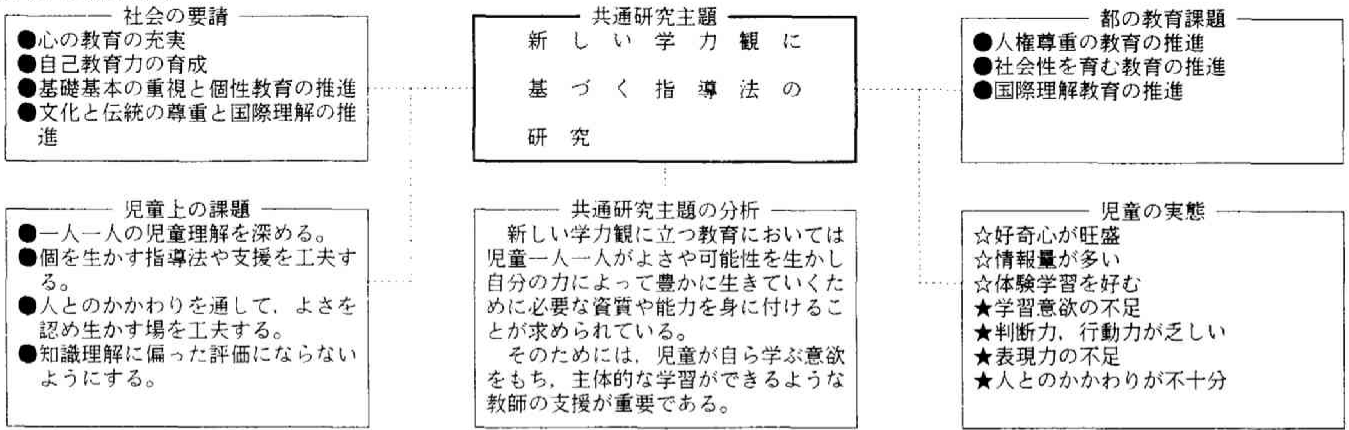 社会の要請
●心の教育の充実
●自己教育力の育成
●基礎基本の重視と個性教育の推進
●文化と伝統の尊重と国際理解の推
進
共通研究主題
新しい学力観に
基づく指導法の
研究
都の教育課題
●人権尊重の教育の推進
●社会性を育む教育の推進
●国際理解教育の推進
児童上の課題
●一人一人の児童理解を深める。
●個を生かす指導法や支援を工夫す
る。
●人とのかかわりを通して，よさを
認め生かす場を工夫する。
●知識理解に偏った評価にならない
ようにする。
共通研究主題の分析
新しい学力観に立つ教育においては
児童一人一人がよさや可能性を生かし
自分の力によって豊かに生きていくた
めに必要な資質や能力を身に付けるこ
とが求められている。
そのためには，児童が自ら学ぶ意欲
をもち，主体的な学習ができるような
教師の支援が重要である。
児童の実態
☆好奇心が旺盛
☆情報量が多い
☆体験学習を好む
★学習意欲の不足
★判断力，行動力が乏しい
★表現力の不足
★人とのかかわりが不十分